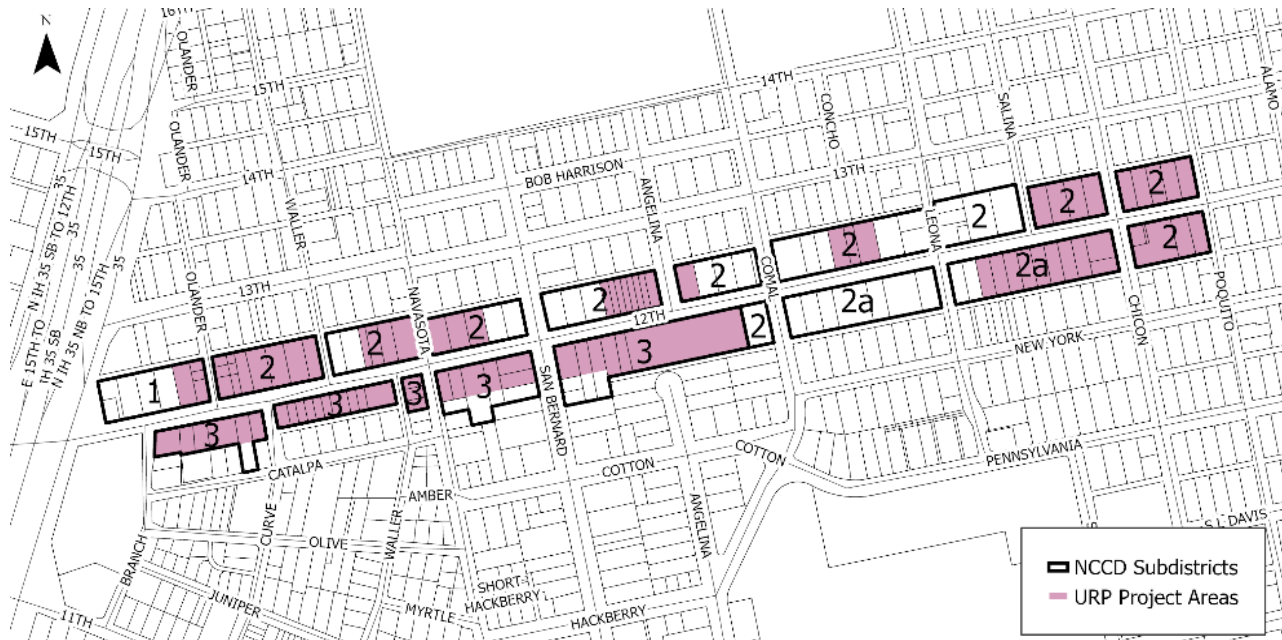 N
16TH
OLANDER
15TH
14TH
BOB HARRISON
14TH
CONCHO
SALINA
ALAMO
15TH
15TH
OLANDER
14TH
WALLER
ANGELINA
13TH
E 15TH TO
IH 35 SB
N IH 35 SB TO 12TH
35
35
N IH 35 NB TO 15TH
35
OLANDER
13TH
NAVASOTA
12TH
COMAL
LEONA
CHICON
POQUITO
1
2
2
2
2
2
2
2
2
2
3
3
3
3
3
2
2a
2a
2
NEW YORK
SAN BERNARD
CATALPA
COTTON
COTTON
PENNSYLVANIA
AMBER
CURVE
WALLER
OLIVE
ANGELINA
BRANCH
JUNIPER
SHORT
HACKBERRY
MYRTLE
HACKBERRY
11TH
S L DAVIS
NCCD Subdistricts
URP Project Areas